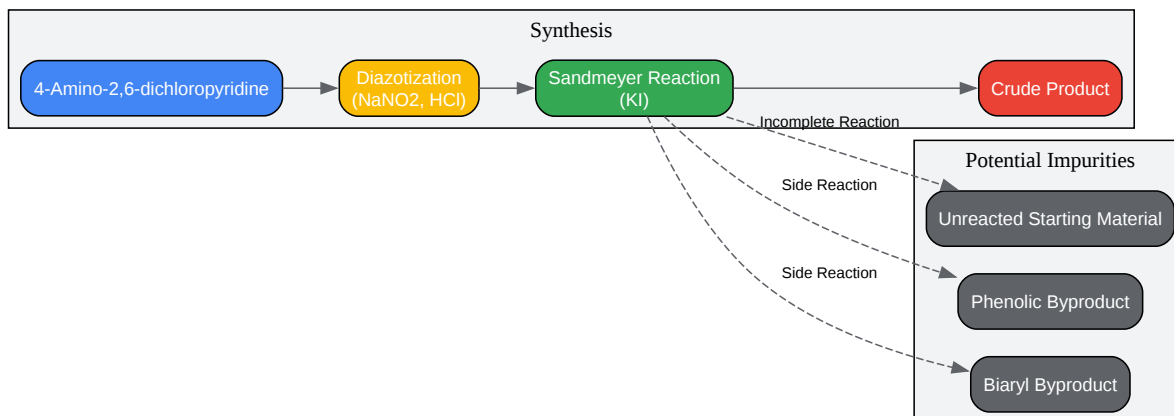 Synthesis
4-Amino-2,6-dichloropyridine
Diazotization
(NaNO2, HCl)
Sandmeyer Reaction
(KI)
Crude Product
Incomplete Reaction
Potential Impurities
Side Reaction
Unreacted Starting Material
Side Reaction
Phenolic Byproduct
Biaryl Byproduct